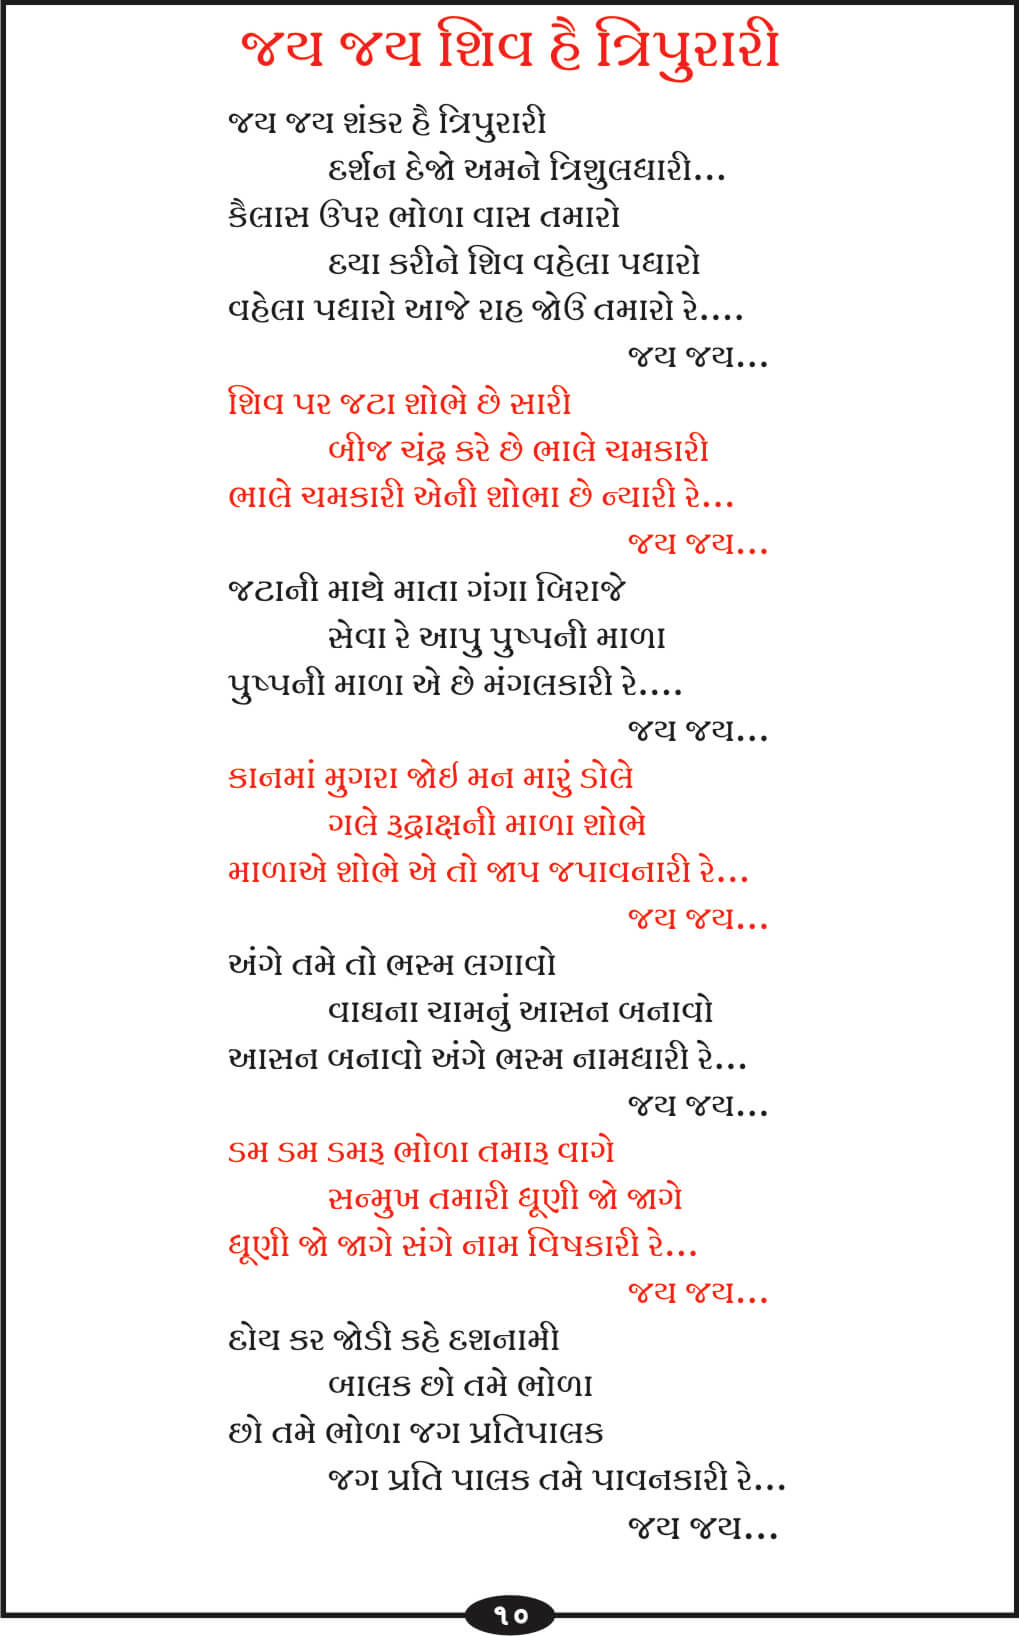 જય જય શિવ હૈ ત્રિપુરારી
જય જય શંકર હૈ ત્રિપુરારી
દર્શન દેજો અમને ત્રિશુલધારી...
કૈલાસ ઉપર ભોળા વાસ તમારો
દયા કરીને શિવ વહેલા પધારો
વહેલા પધારો આજે રાહ જોઉં તમારો રે....
જય જય...
શિવ પર જટા શોભે છે સારી
બીજ ચંદ્ર કરે છે ભાલે ચમકારી
ભાલે ચમકારી એની શોભા છે ન્યારી રે...
જય જય...
જટાની માથે માતા ગંગા બિરાજે
સેવા રે આપુ પુષ્પની માળા
પુષ્પની માળા એ છે મંગલકારી રે....
જય જય...
કાનમાં મુગરા જોઇ મન મારું ડોલે
ગલે રૂદ્રાક્ષની માળા શોભે
માળાએ શોભે એ તો જાપ જપાવનારી રે...
જય જય...
અંગે તમે તો ભસ્મ લગાવો
વાઘના ચામનું આસન બનાવો
આસન બનાવો અંગે ભસ્મ નામધારી રે...
જય જય...
ડમ ડમ ડમરૂ ભોળા તમારૂ વાગે
સન્મુખ તમારી ધૂણી જો જાગે
ધૂણી જો જાગે સંગે નામ વિષકારી રે...
જય જય...
દોય કર જોડી કહે દશનામી
બાલક છો તમે ભોળા
છો તમે ભોળા જગ પ્રતિપાલક
જગ પ્રતિ પાલક તમે પાવનકારી રે...
જય જય...
૧૦